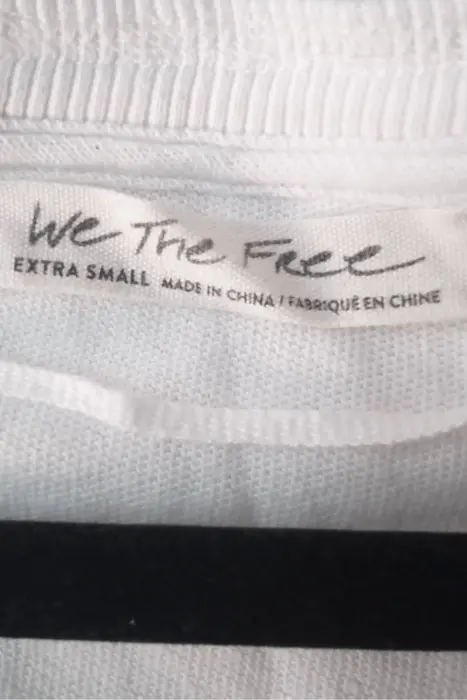 We The Free
EXTRA SMALL MADE IN CHINA / FABRIQUÉ EN CHINE